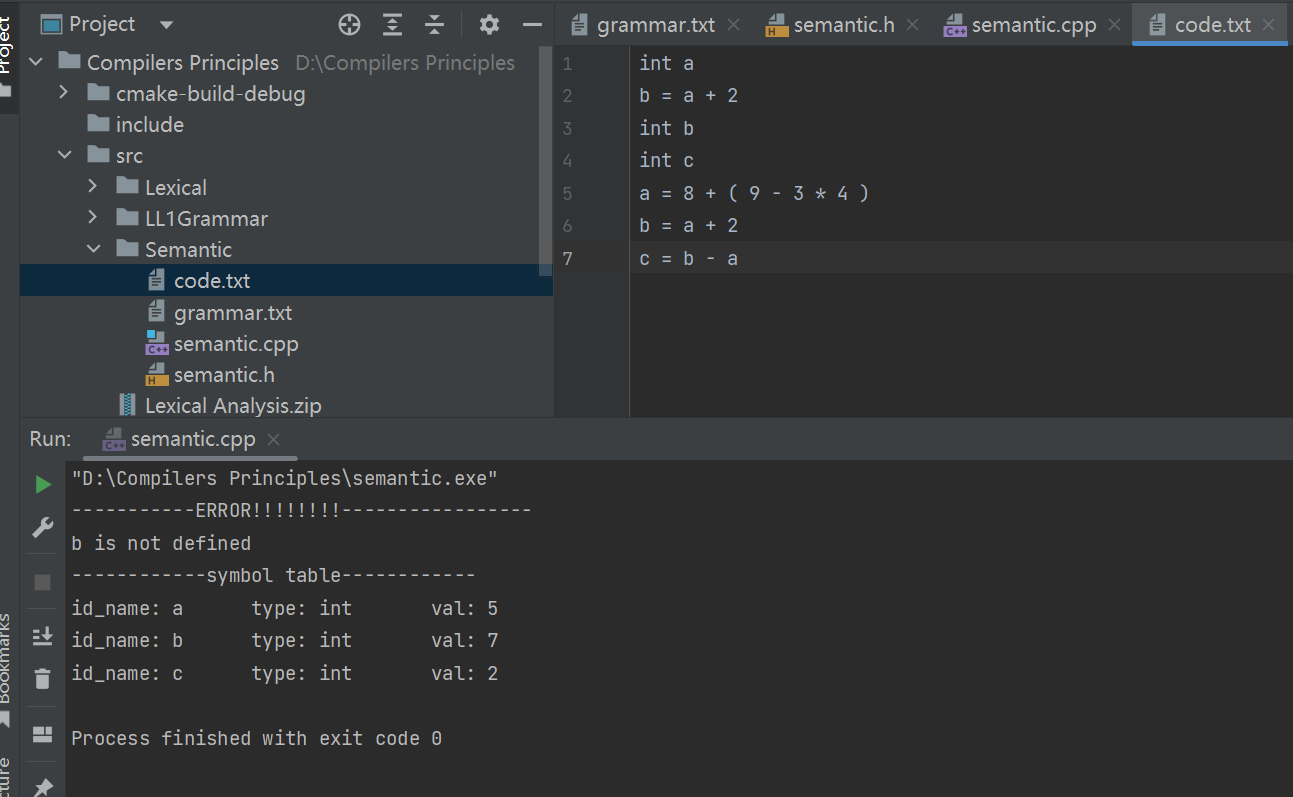 Project
Project
Compilers Principles D:\Compilers Principles
cmake-build-debug
include
src
Lexical
LL1Grammar
Semantic
code.txt
grammar.txt
semantic.cpp
semantic.h
Lexical Analysis.zip
grammar.txt semantic.h semantic.cpp code.txt
1 int a
2 b = a + 2
3 int b
4 int c
5 a = 8 + ( 9 - 3 * 4 )
6 b = a + 2
7 c = b - a
Run: semantic.cpp
"D:\Compilers Principles\semantic.exe"
-----------ERROR!!!!!!!!-----------------
b is not defined
------------symbol table------------
id_name: a type: int val: 5
id_name: b type: int val: 7
id_name: c type: int val: 2
Process finished with exit code 0
Bookmarks